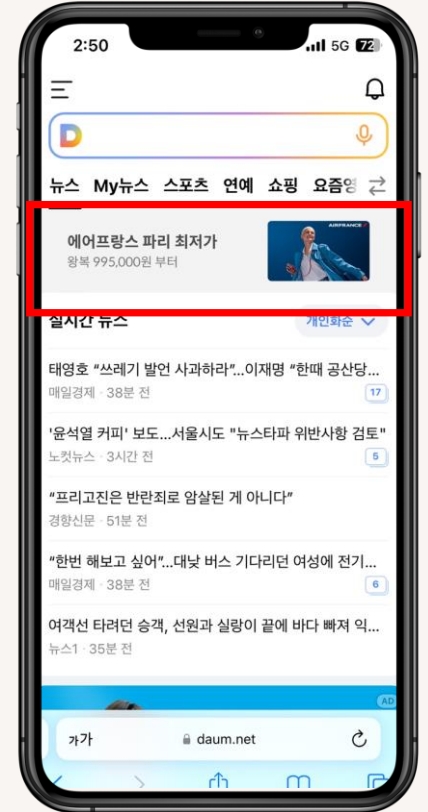 2:50 5G 72
D
뉴스 My뉴스 스포츠 연예 쇼핑 요즘
에어프랑스 파리 최저가
왕복 995,000원 부터
AIRFRANCE
실시간 뉴스 개인화순
태영호 “쓰레기 발언 사과하라”...이재명 “한때 공산당...
매일경제 · 38분 전 17
'윤석열 커피' 보도...서울시도 "뉴스타파 위반사항 검토"
노컷뉴스 · 3시간 전 5
“프리고진은 반란죄로 암살된 게 아니다”
경향신문 · 51분 전
“한번 해보고 싶어”...대낮 버스 기다리던 여성에 전기...
매일경제 · 38분 전 6
여객선 타려던 승객, 선원과 실랑이 끝에 바다 빠져 익...
뉴스1 · 35분 전
AD
가가 daum.net